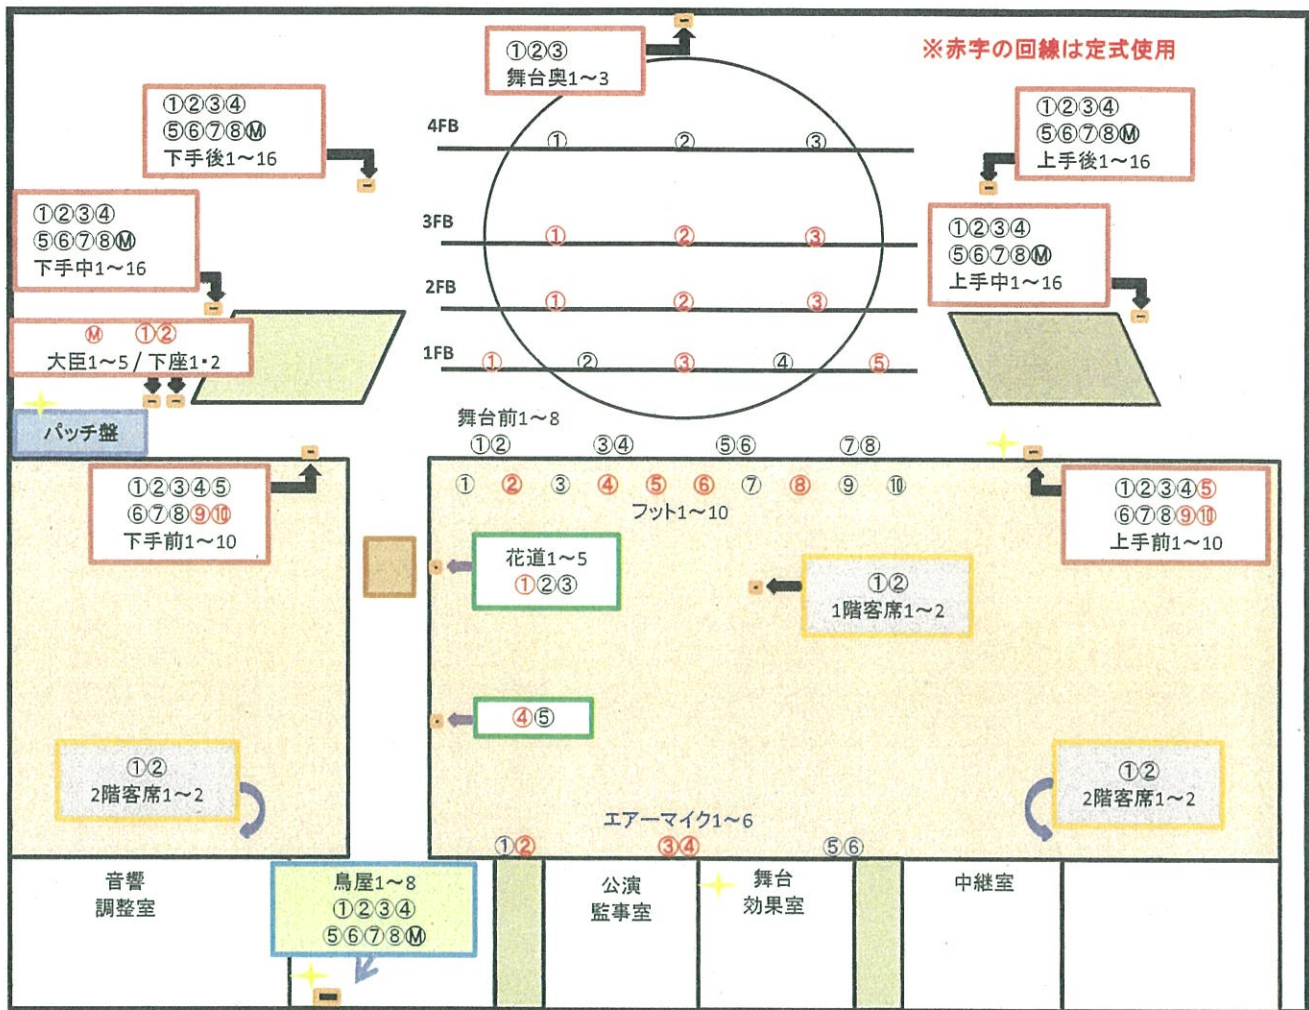 ①②③
舞台奥1～3
※赤字の回線は定式使用
①②③④
⑤⑥⑦⑧Ⓜ
下手後1～16
4FB
① ② ③
①②③④
⑤⑥⑦⑧Ⓜ
上手後1～16
①②③④
⑤⑥⑦⑧Ⓜ
下手中1～16
3FB
① ② ③
①②③④
⑤⑥⑦⑧Ⓜ
上手中1～16
2FB
① ② ③
Ⓜ ①②
大臣1～5 / 下座1・2
1FB
① ② ③ ④ ⑤
パッチ盤
舞台前1～8
①② ③④ ⑤⑥ ⑦⑧
① ② ③ ④ ⑤ ⑥ ⑦ ⑧ ⑨ ⑩
フット1～10
①②③④⑤
⑥⑦⑧⑨⑩
下手前1～10
①②③④⑤
⑥⑦⑧⑨⑩
上手前1～10
花道1～5
①②③
①②
1階客席1～2
④⑤
①②
2階客席1～2
①②
2階客席1～2
エアーマイク1～6
①② ③④ ⑤⑥
音響
調整室
鳥屋1～8
①②③④
⑤⑥⑦⑧Ⓜ
公演
監事室
舞台
効果室
中継室